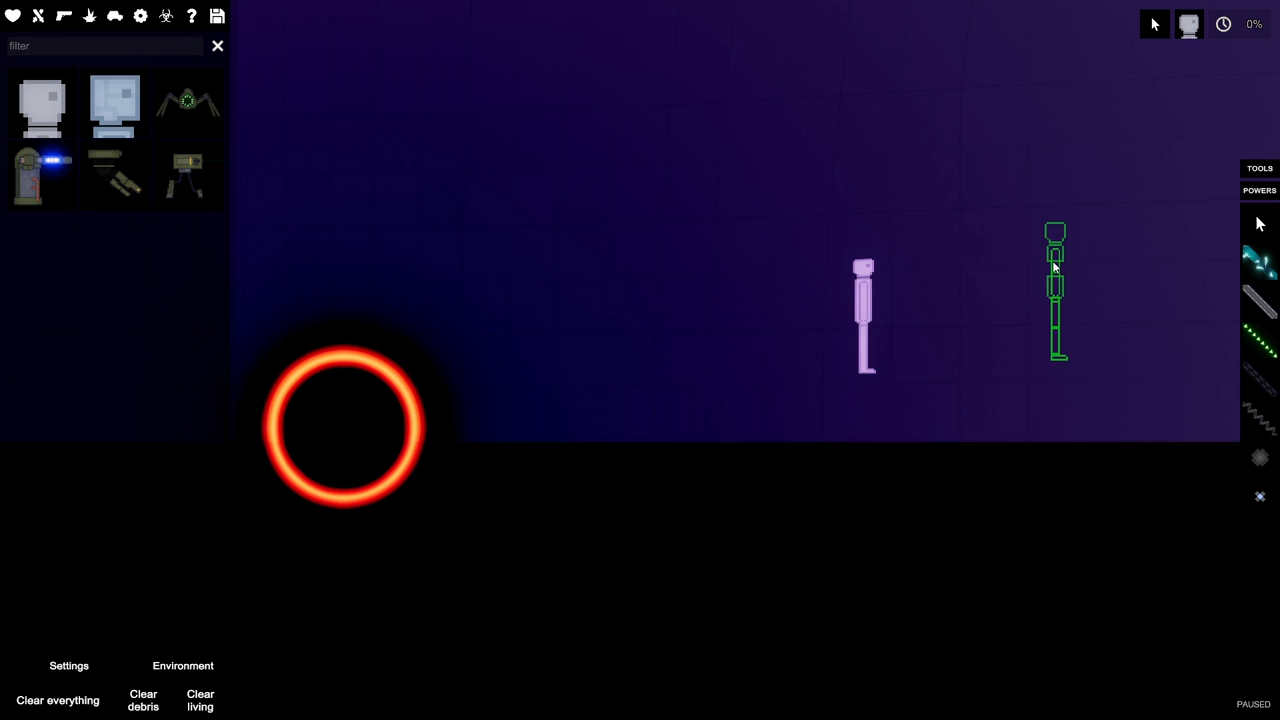 ?
0%
filter
TOOLS
POWERS
Settings
Environment
Clear everything
Clear
debris
Clear
living
PAUSED